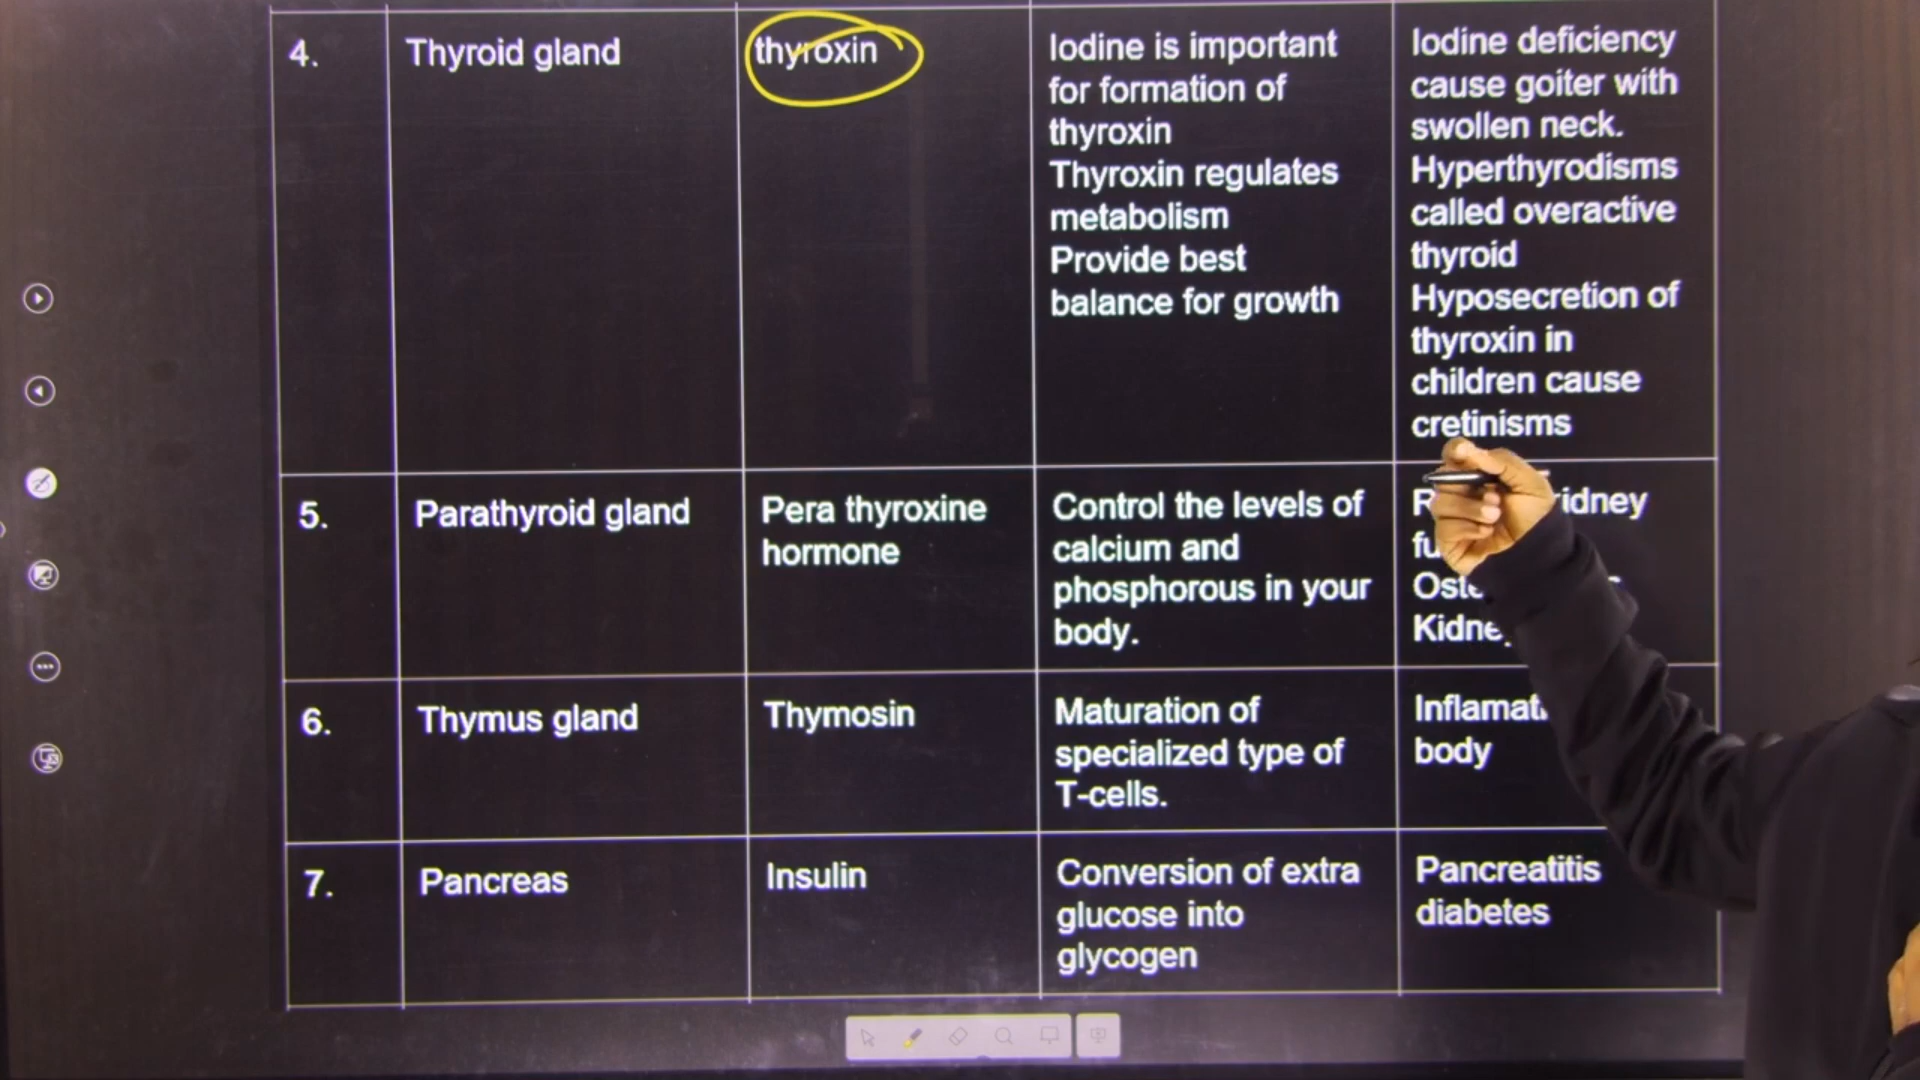 4.
Thyroid gland
thyroxin
Iodine is important
for formation of
thyroxin
Thyroxin regulates
metabolism
Provide best
balance for growth
Iodine deficiency
cause goiter with
swollen neck.
Hyperthyrodisms
called overactive
thyroid
Hyposecretion of
thyroxin in
children cause
cretinisms
5.
Parathyroid gland
Pera thyroxine
hormone
Control the levels of
calcium and
phosphorous in your
body.
6.
Thymus gland
Thymosin
Maturation of
specialized type of
T-cells.
body
7.
Pancreas
Insulin
Conversion of extra
glucose into
glycogen
Pancreatitis
diabetes